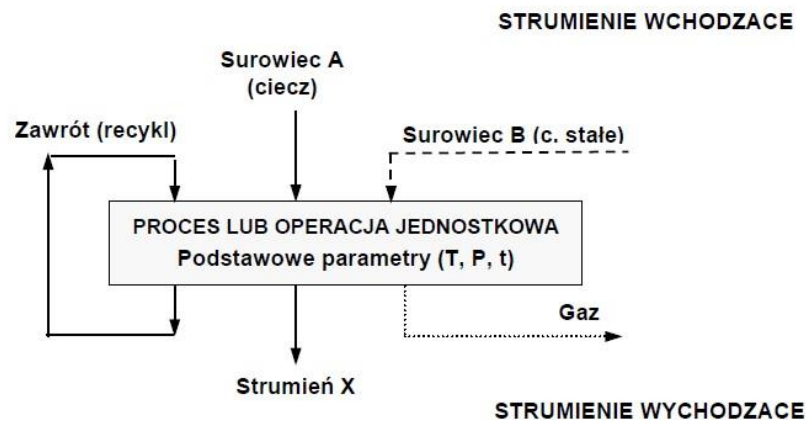 STRUMIENIE WCHODZACE
Surowiec A
(ciecz)
Zawrót (recykl)
Surowiec B (c. stałe)
PROCES LUB OPERACJA JEDNOSTKOWA
Podstawowe parametry (T, P, t)
Gaz
Strumień X
STRUMIENIE WYCHODZACE